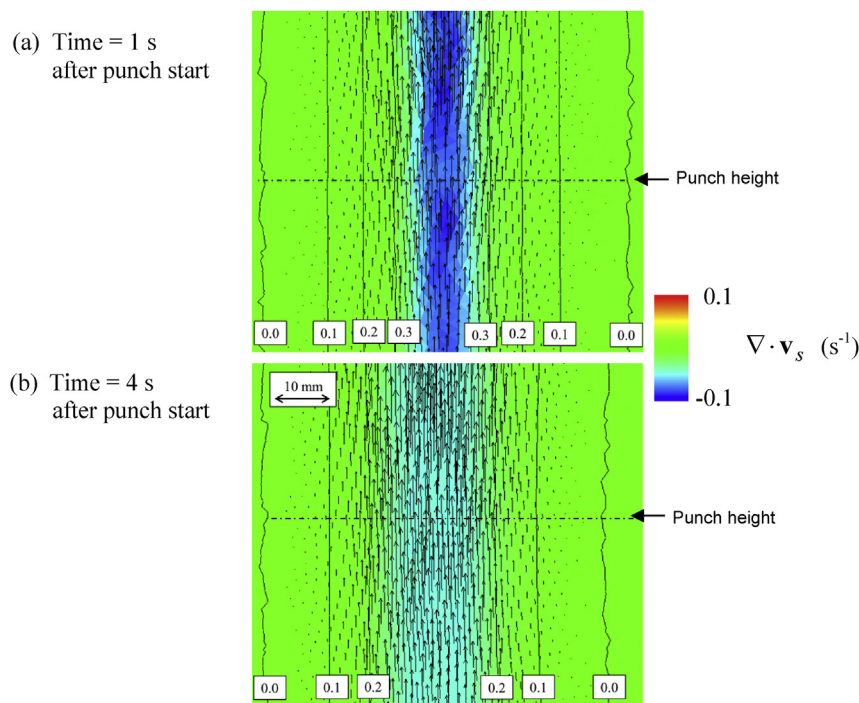 (a) Time = 1 s
after punch start
Punch height
0.0 0.1 0.2 0.3 0.3 0.2 0.1 0.0
0.1
∇·vₛ (s⁻¹)
-0.1
(b) Time = 4 s
after punch start
10 mm
Punch height
0.0 0.1 0.2 0.2 0.1 0.0